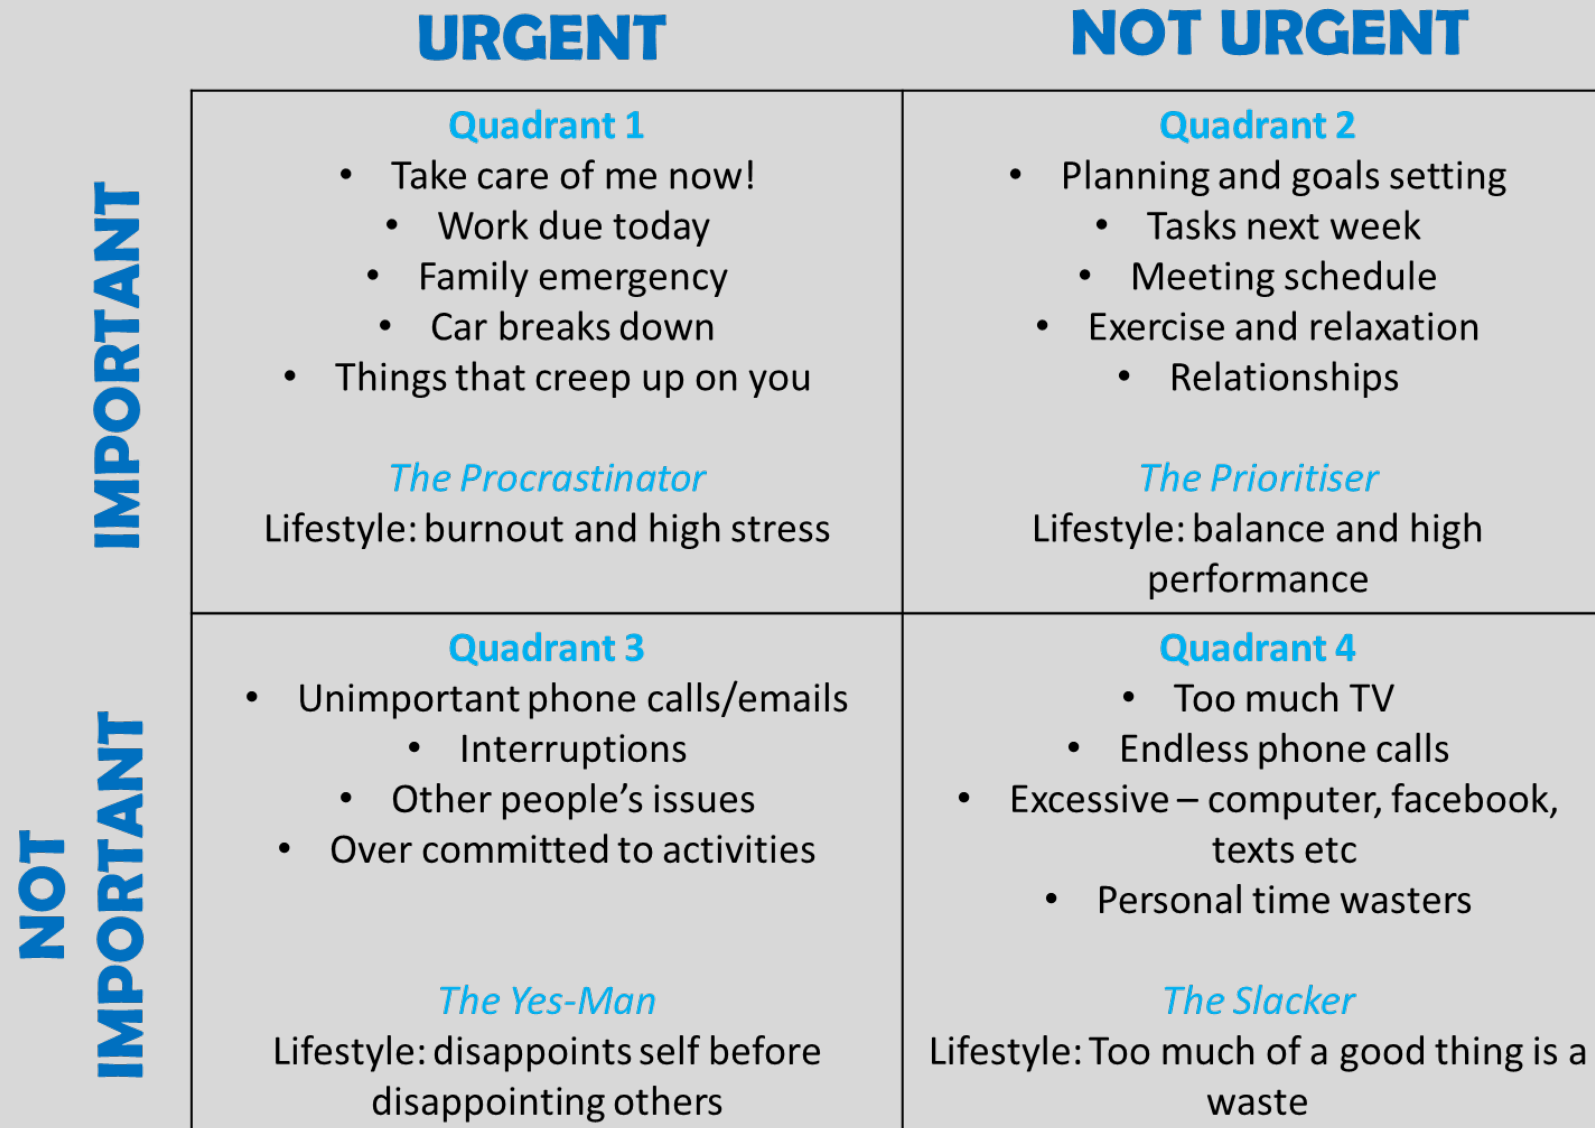 URGENT
NOT URGENT
IMPORTANT
Quadrant 1
• Take care of me now!
• Work due today
• Family emergency
• Car breaks down
• Things that creep up on you
The Procrastinator
Lifestyle: burnout and high stress
Quadrant 2
• Planning and goals setting
• Tasks next week
• Meeting schedule
• Exercise and relaxation
• Relationships
The Prioritiser
Lifestyle: balance and high
performance
NOT
IMPORTANT
Quadrant 3
• Unimportant phone calls/emails
• Interruptions
• Other people’s issues
• Over committed to activities
The Yes-Man
Lifestyle: disappoints self before
disappointing others
Quadrant 4
• Too much TV
• Endless phone calls
• Excessive – computer, facebook,
texts etc
• Personal time wasters
The Slacker
Lifestyle: Too much of a good thing is a
waste